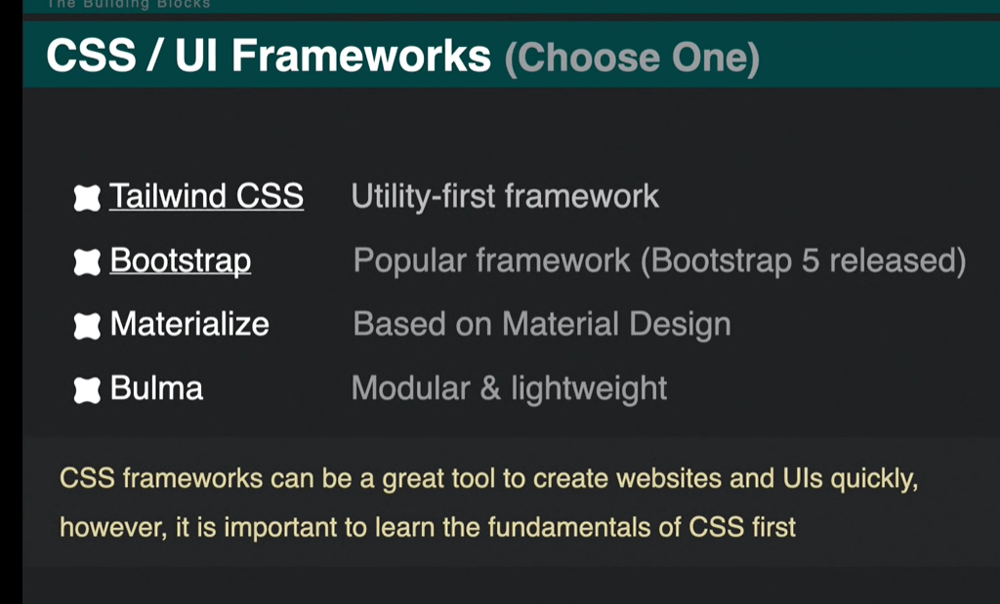 The Building Blocks
CSS / UI Frameworks (Choose One)
Tailwind CSS Utility-first framework
Bootstrap Popular framework (Bootstrap 5 released)
Materialize Based on Material Design
Bulma Modular & lightweight
CSS frameworks can be a great tool to create websites and UIs quickly,
however, it is important to learn the fundamentals of CSS first